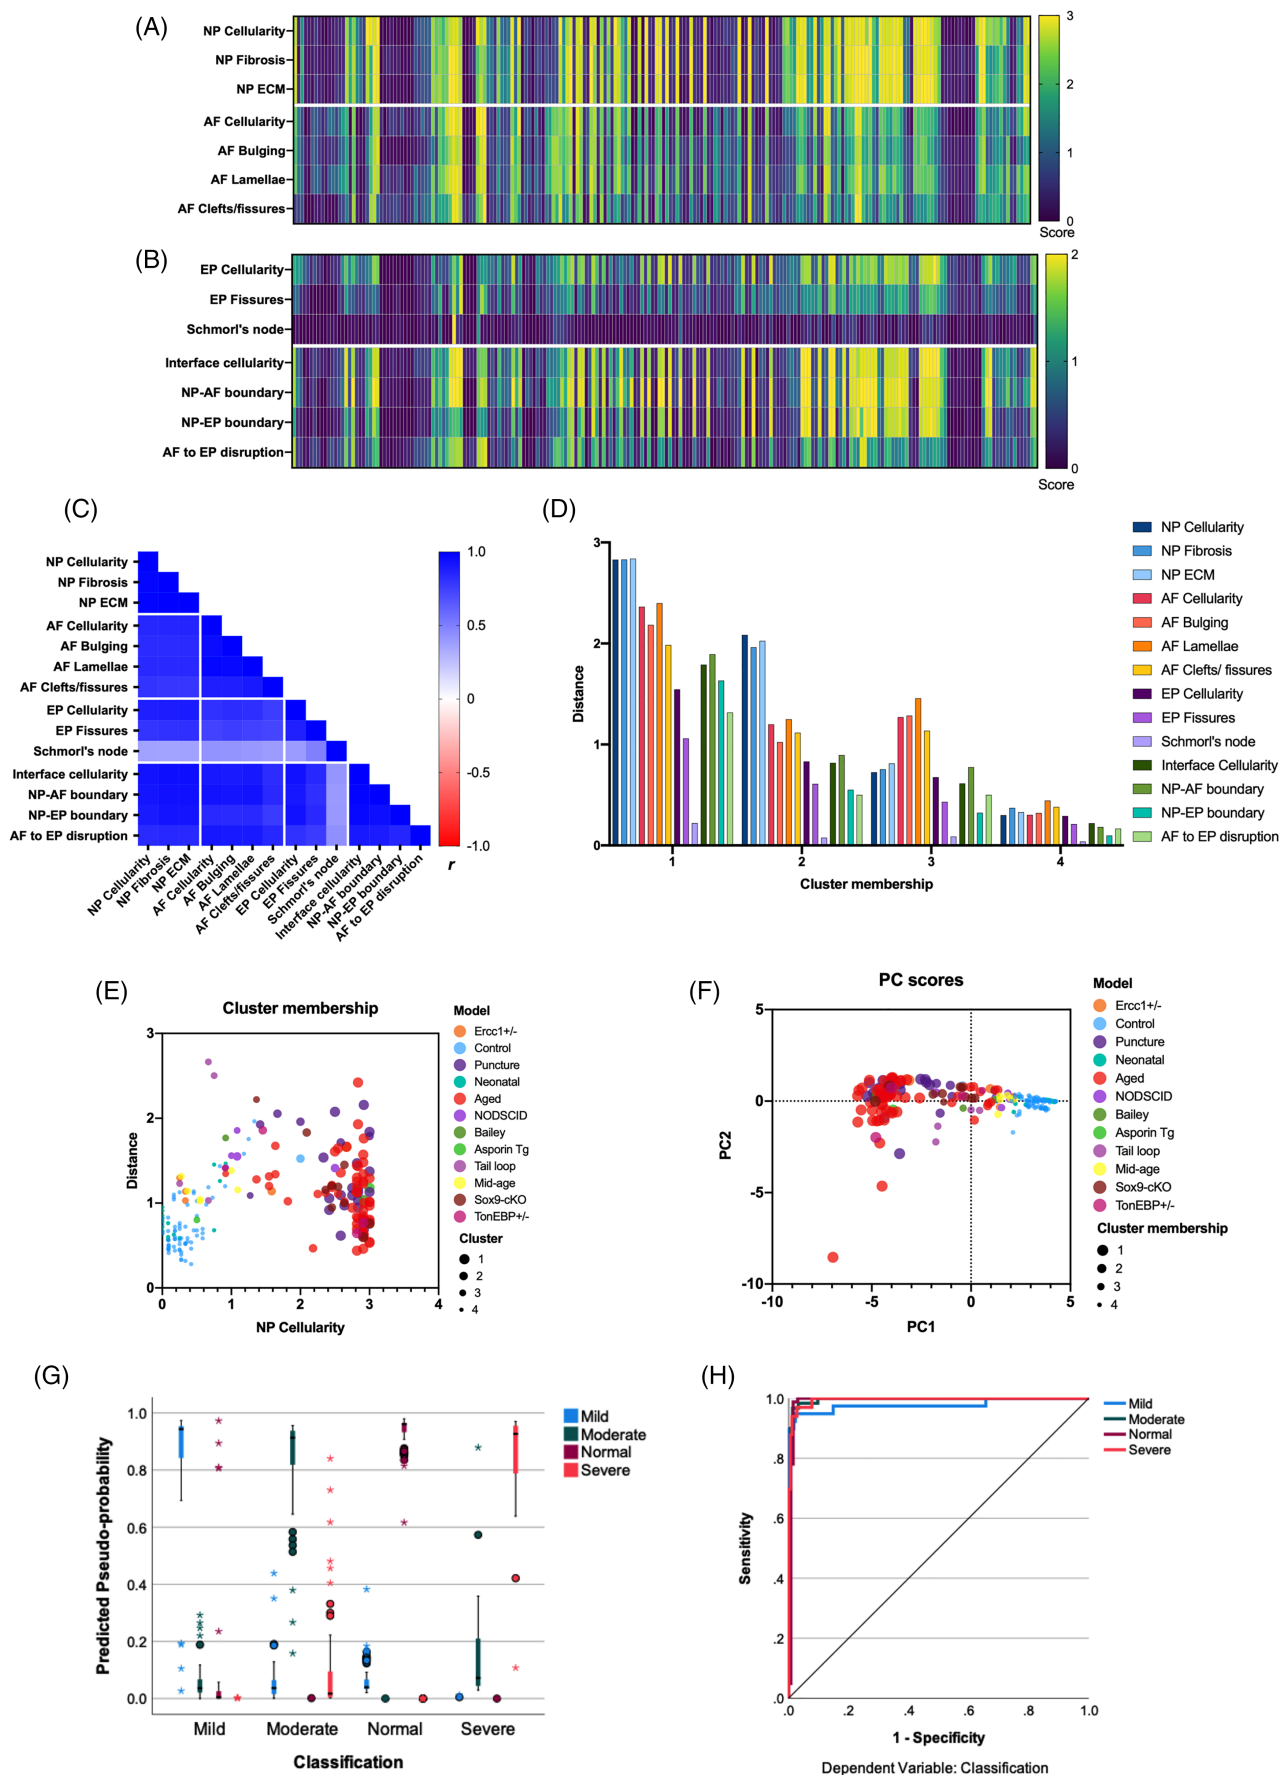 (A)
NP Cellularity
NP Fibrosis
NP ECM
AF Cellularity
AF Bulging
AF Lamellae
AF Clefts/fissures
3
2
1
0
Score
(B)
EP Cellularity
EP Fissures
Schmorl's node
Interface cellularity
NP-AF boundary
NP-EP boundary
AF to EP disruption
2
1
0
Score
(C)
NP Cellularity
NP Fibrosis
NP ECM
AF Cellularity
AF Bulging
AF Lamellae
AF Clefts/fissures
EP Cellularity
EP Fissures
Schmorl's node
Interface cellularity
NP-AF boundary
NP-EP boundary
AF to EP disruption
NP Cellularity
NP Fibrosis
NP ECM
AF Cellularity
AF Bulging
AF Lamellae
AF Clefts/fissures
EP Cellularity
EP Fissures
Schmorl's node
Interface cellularity
NP-AF boundary
NP-EP boundary
AF to EP disruption
1.0
0.5
0
-0.5
-1.0
r
(D)
3
2
1
0
Distance
1
2
3
4
Cluster membership
NP Cellularity
NP Fibrosis
NP ECM
AF Cellularity
AF Bulging
AF Lamellae
AF Clefts/ fissures
EP Cellularity
EP Fissures
Schmorl's node
Interface Cellularity
NP-AF boundary
NP-EP boundary
AF to EP disruption
(E)
Cluster membership
3
2
1
0
Distance
0
1
2
3
4
NP Cellularity
Model
Ercc1+/-
Control
Puncture
Neonatal
Aged
NODSCID
Bailey
Asporin Tg
Tail loop
Mid-age
Sox9-cKO
TonEBP+/-
Cluster
1
2
3
4
(F)
PC scores
5
0
-5
-10
PC2
-10
-5
0
5
PC1
Model
Ercc1+/-
Control
Puncture
Neonatal
Aged
NODSCID
Bailey
Asporin Tg
Tail loop
Mid-age
Sox9-cKO
TonEBP+/-
Cluster membership
1
2
3
4
(G)
1.0
0.8
0.6
0.4
0.2
0.0
Predicted Pseudo-probability
Mild
Moderate
Normal
Severe
Classification
Mild
Moderate
Normal
Severe
(H)
1.0
.8
.6
.4
.2
.0
Sensitivity
.0
.2
.4
.6
.8
1.0
1 - Specificity
Dependent Variable: Classification
Mild
Moderate
Normal
Severe